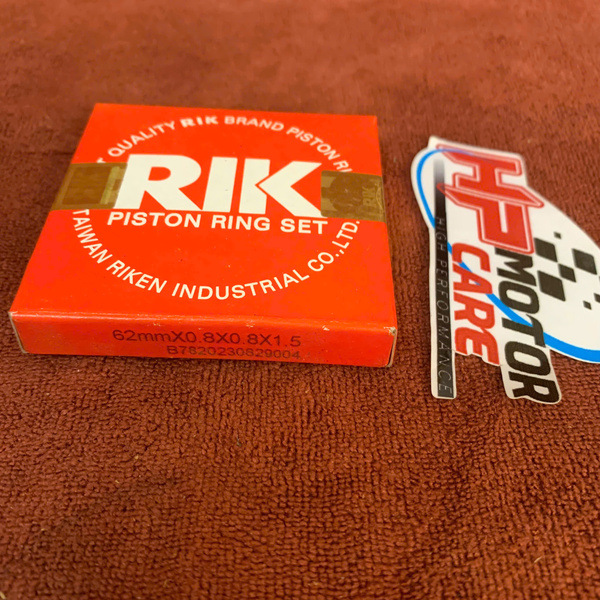 T QUALITY RIK BRAND PISTON RI
RIK
PISTON RING SET
TAIWAN RIKEN INDUSTRIAL CO.,LTD.
62mmX0.8X0.8X1.5
B7820230829004
HP
MOTOR
CARE
HIGH PERFORMANCE